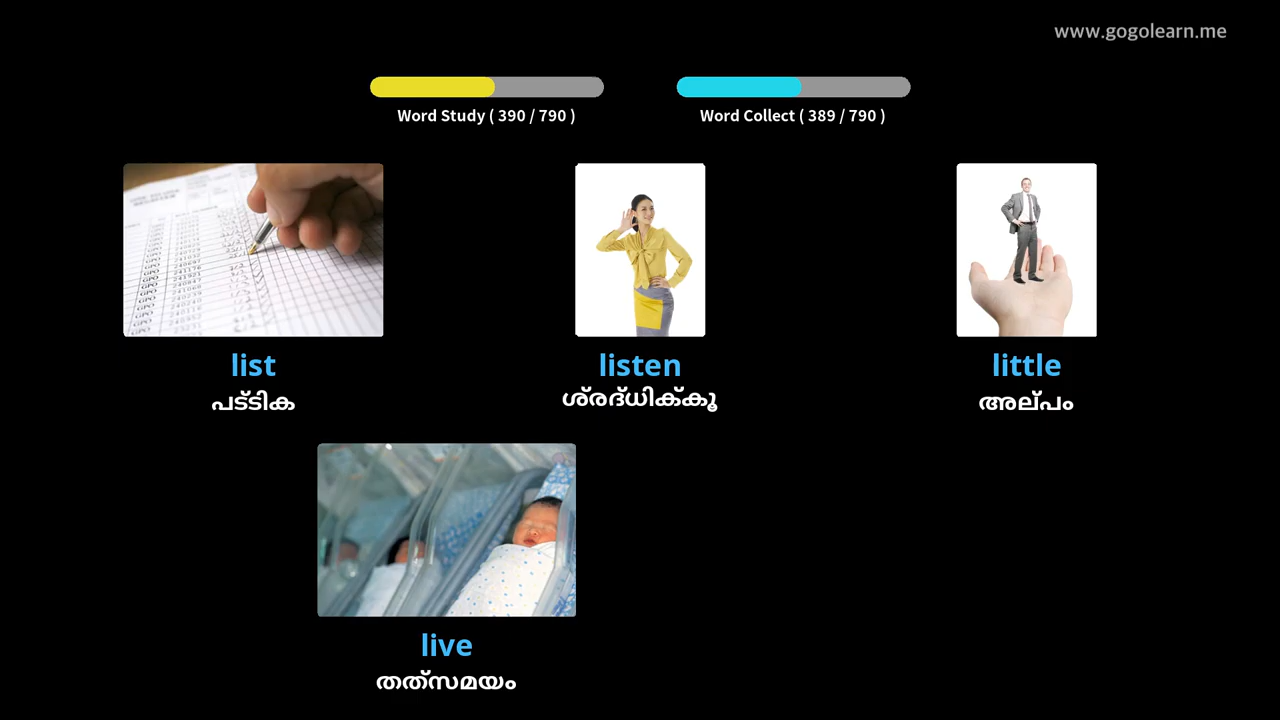 www.gogolearn.me
Word Study ( 390 / 790 )
Word Collect ( 389 / 790 )
list
listen
little
പട്ടിക
ശ്രദ്ധിക്കൂ
അല്പം
live
തത്സമയം